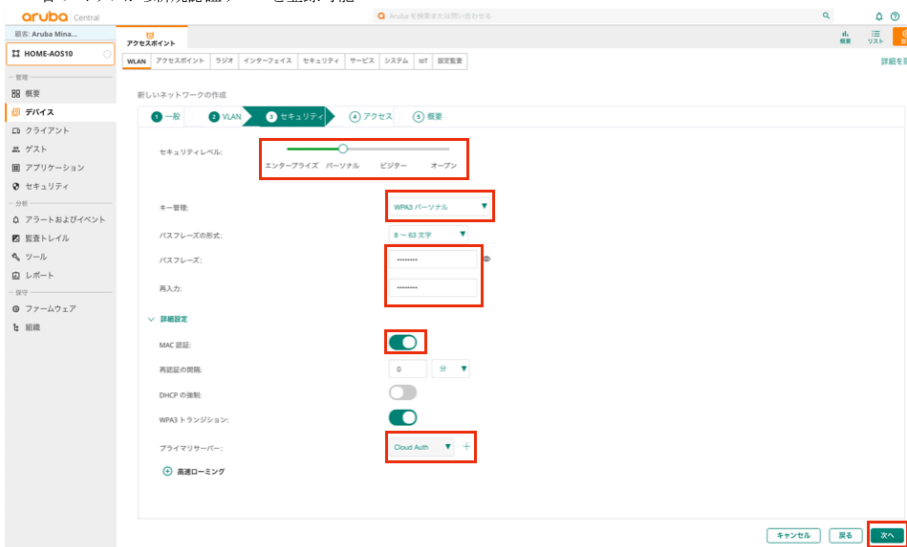 aruba Central
Aruba を検索または問い合わせる
顧客: Aruba Mina...
HOME-AOS10
アクセスポイント
概要
リスト
WLAN アクセスポイント ラジオ インターフェイス セキュリティ サービス システム IoT 設定監査
管理
概要
デバイス
クライアント
ゲスト
アプリケーション
セキュリティ
分析
アラートおよびイベント
監査トレイル
ツール
レポート
保守
ファームウェア
組織
新しいネットワークの作成
1 一般 2 VLAN 3 セキュリティ 4 アクセス 5 概要
セキュリティレベル:
エンタープライズ パーソナル ビジター オープン
キー管理: WPA3 パーソナル
パスフレーズの形式: 8 ~ 63 文字
パスフレーズ: ••••••••
再入力: ••••••••
詳細設定
MAC 認証:
再認証の間隔: 0 分
DHCP の強制:
WPA3 トランジション:
プライマリサーバー: Cloud Auth +
高速ローミング
キャンセル 戻る 次へ